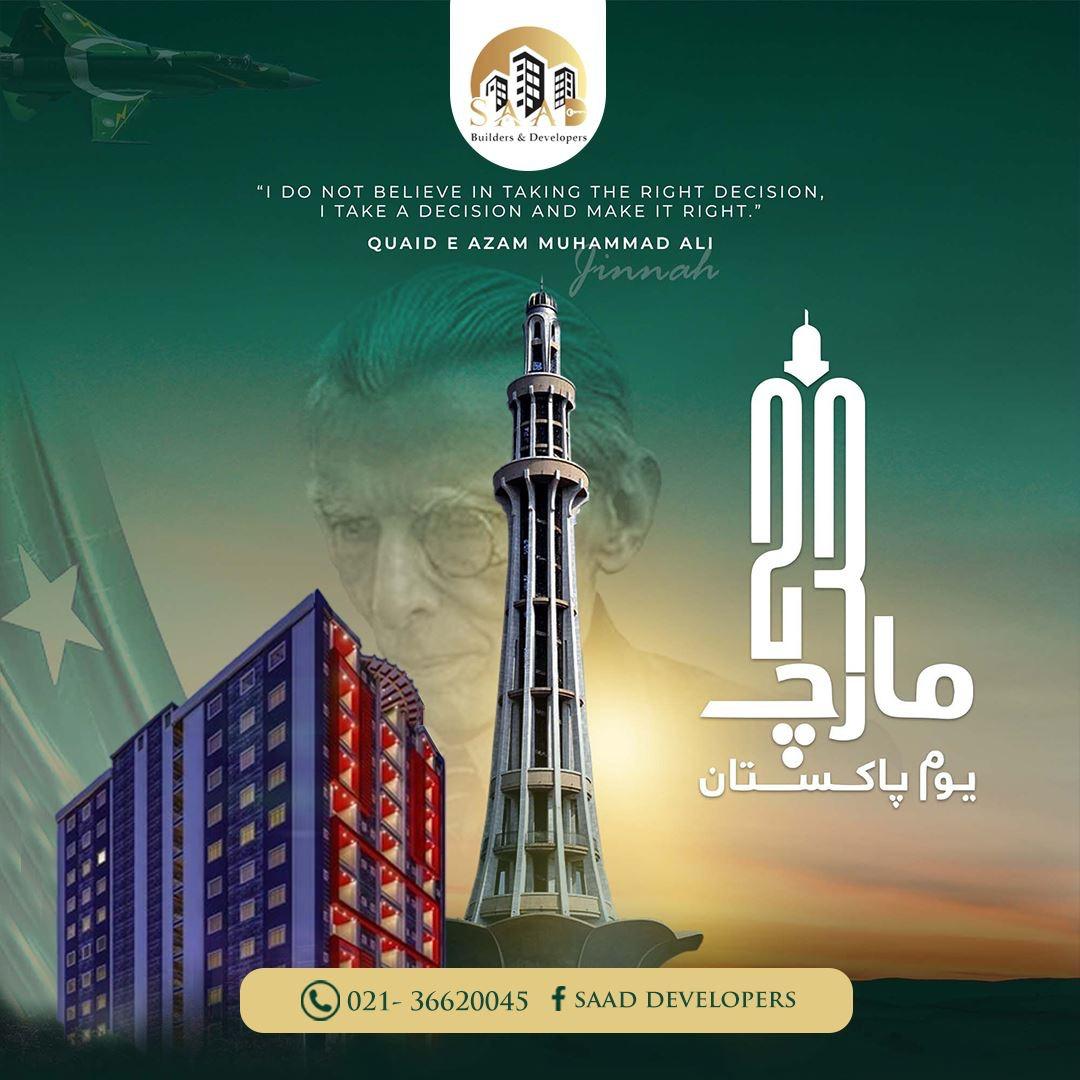 SAAD
Builders & Developers
“I DO NOT BELIEVE IN TAKING THE RIGHT DECISION,
I TAKE A DECISION AND MAKE IT RIGHT.”
QUAID E AZAM MUHAMMAD ALI
Jinnah
مارچ
یوم پاکستان
021- 36620045 SAAD DEVELOPERS